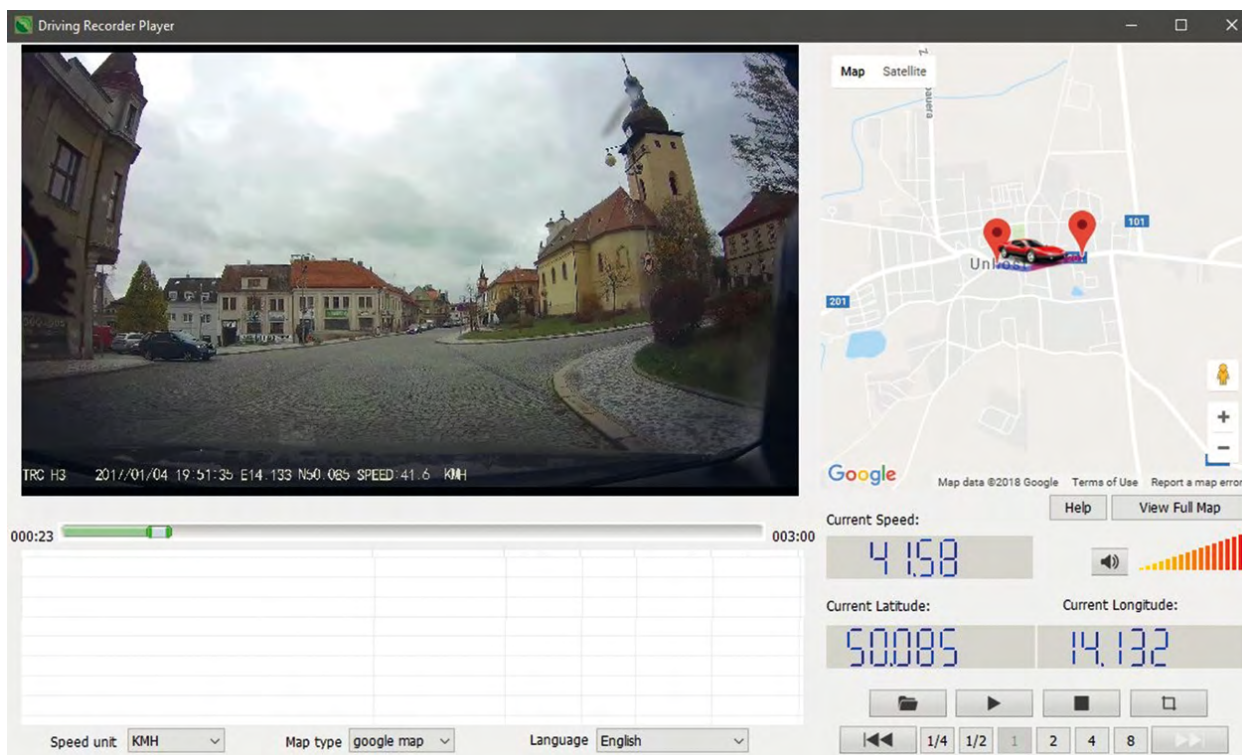 Driving Recorder Player
TRC H3 2017/01/04 19:51:35 E14.133 N50.085 SPEED:41.6 KMH
000:23
003:00
Speed unit KMH
Map type google map
Language English
Map Satellite
101
Unhošť
201
Google
Map data ©2018 Google Terms of Use Report a map error
Help View Full Map
Current Speed:
41.58
Current Latitude: Current Longitude:
50.085 14.132
1/4 1/2 1 2 4 8